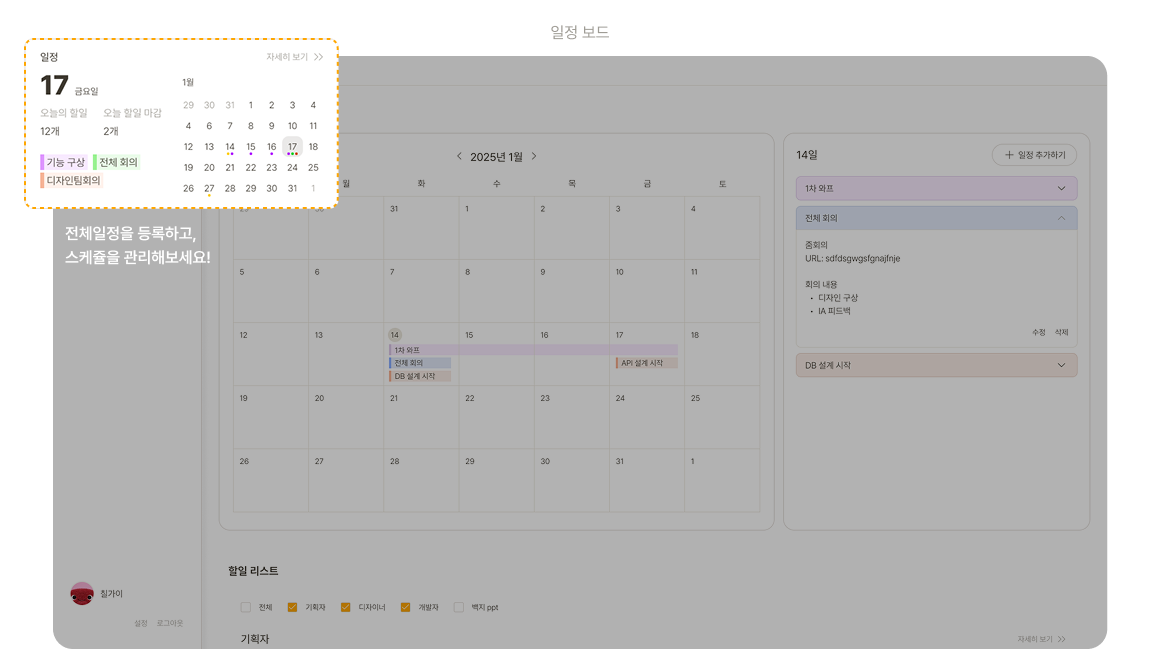 일정 보드
일정
자세히 보기
17 금요일
오늘의 할일 오늘 할일 마감
12개 2개
기능 구상 전체 회의
디자인팀회의
1월
29 30 31 1 2 3 4
4 6 7 8 9 10 11
12 13 14 15 16 17 18
19 20 21 22 23 24 25
26 27 28 29 30 31 1
전체일정을 등록하고,
스케쥴을 관리해보세요!
2025년 1월
월 화 수 목 금 토
31 1 2 3 4
5 6 7 8 9 10 11
12 13 14 15 16 17 18
1차 와프
전체 회의 API 설계 시작
DB 설계 시작
19 20 21 22 23 24 25
26 27 28 29 30 31 1
14일
일정 추가하기
1차 와프
전체 회의
줌회의
URL: sdfdsgwgsfgnajfnje
회의 내용
• 디자인 구상
• IA 피드백
수정 삭제
DB 설계 시작
칠가이
설정 로그아웃
할일 리스트
전체 기획자 디자이너 개발자 백지 ppt
기획자
자세히 보기